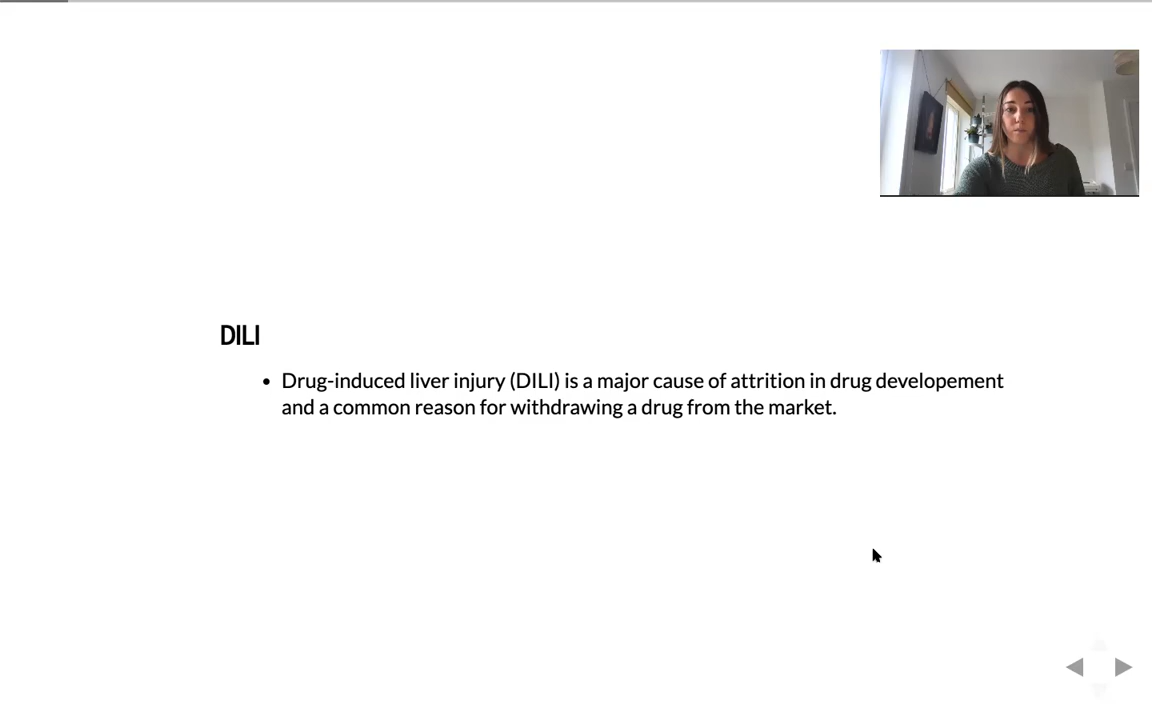 DILI
• Drug-induced liver injury (DILI) is a major cause of attrition in drug developement
and a common reason for withdrawing a drug from the market.